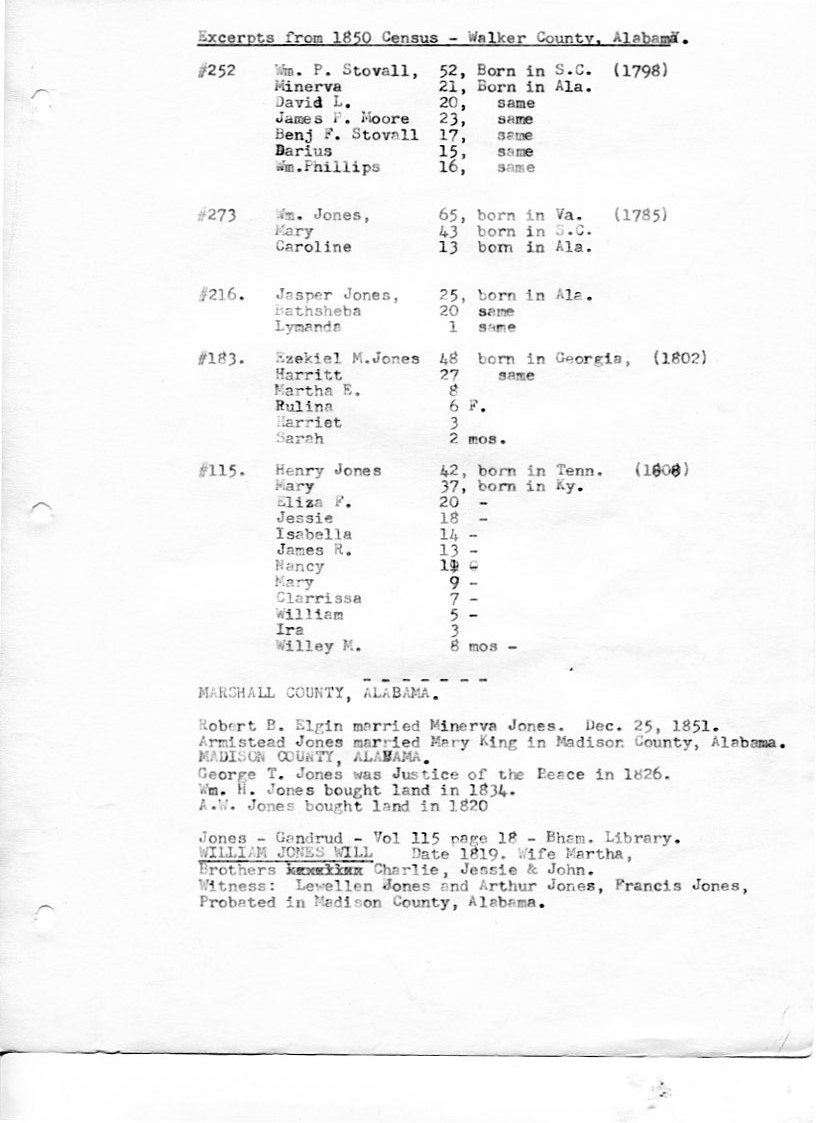 Excerpts from 1850 Census - Walker County, Alabama.
#252 Wm. P. Stovall, 52, Born in S.C. (1798)
Minerva 21, Born in Ala.
David L. 20, same
James P. Moore 23, same
Benj F. Stovall 17, same
Darius 15, same
Wm.Phillips 16, same
#273 Wm. Jones, 65, born in Va. (1785)
Mary 43 born in S.C.
Caroline 13 born in Ala.
#216. Jasper Jones, 25, born in Ala.
Bathsheba 20 same
Lymanda 1 same
#183. Ezekiel M.Jones 48 born in Georgia, (1802)
Harritt 27 same
Martha E. 8
Rulina 6 F.
Harriet 3
Sarah 2 mos.
#115. Henry Jones 42, born in Tenn. (1808)
Mary 37, born in Ky.
Eliza F. 20 -
Jessie 18 -
Isabella 14 -
James R. 13 -
Nancy
Mary 9 -
Clarrissa 7 -
William 5 -
Ira 3
Willey M. 8 mos -
- - - - - - -
MARSHALL COUNTY, ALABAMA.
Robert B. Elgin married Minerva Jones. Dec. 25, 1851.
Armistead Jones married Mary King in Madison County, Alabama.
MADISON COUNTY, ALABAMA.
George T. Jones was Justice of the Peace in 1826.
Wm. H. Jones bought land in 1834.
A.W. Jones bought land in 1820
Jones - Gandrud - Vol 115 page 18 - Bham. Library.
WILLIAM JONES WILL Date 1819. Wife Martha,
Brothers Charlie, Jessie & John.
Witness: Lewellen Jones and Arthur Jones, Francis Jones,
Probated in Madison County, Alabama.